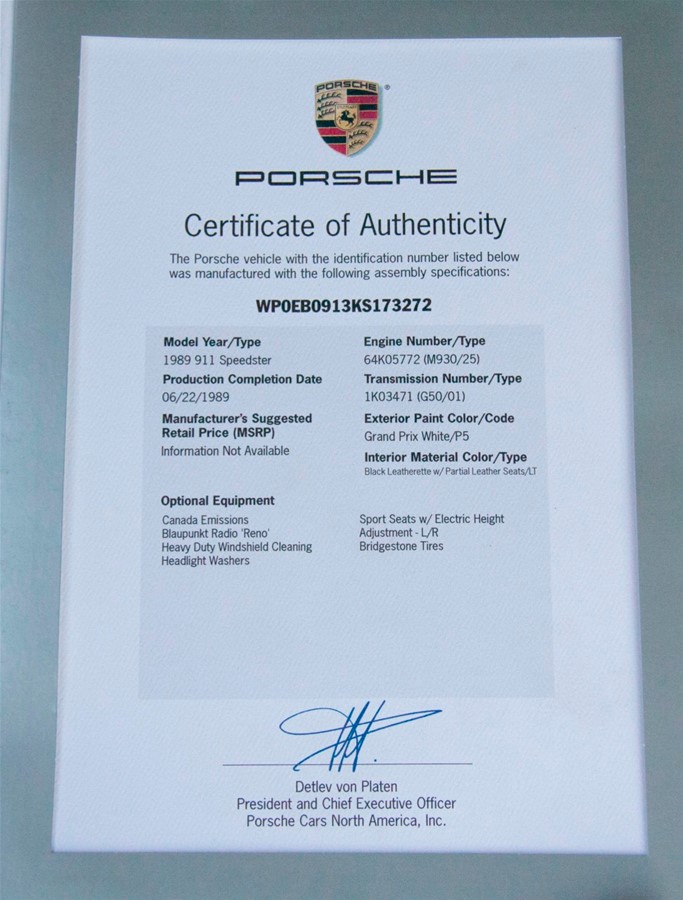 PORSCHE
®
PORSCHE
Certificate of Authenticity
The Porsche vehicle with the identification number listed below
was manufactured with the following assembly specifications:
WP0EB0913KS173272
Model Year/Type
1989 911 Speedster
Production Completion Date
06/22/1989
Manufacturer's Suggested
Retail Price (MSRP)
Information Not Available
Engine Number/Type
64K05772 (M930/25)
Transmission Number/Type
1K03471 (G50/01)
Exterior Paint Color/Code
Grand Prix White/P5
Interior Material Color/Type
Black Leatherette w/ Partial Leather Seats/LT
Optional Equipment
Canada Emissions
Blaupunkt Radio 'Reno'
Heavy Duty Windshield Cleaning
Headlight Washers
Sport Seats w/ Electric Height
Adjustment - L/R
Bridgestone Tires
Detlev von Platen
President and Chief Executive Officer
Porsche Cars North America, Inc.